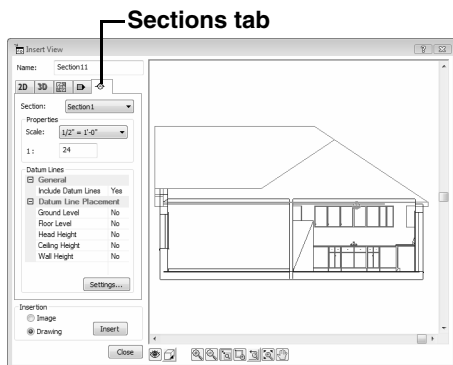 Sections tab
Insert View
Name: Section11
2D 3D
Section: Section1
Properties
Scale: 1/2" = 1'-0"
1 : 24
Datum Lines
General
Include Datum Lines Yes
Datum Line Placement
Ground Level No
Floor Level No
Head Height No
Ceiling Height No
Wall Height No
Settings...
Insertion
Image
Drawing Insert
Close